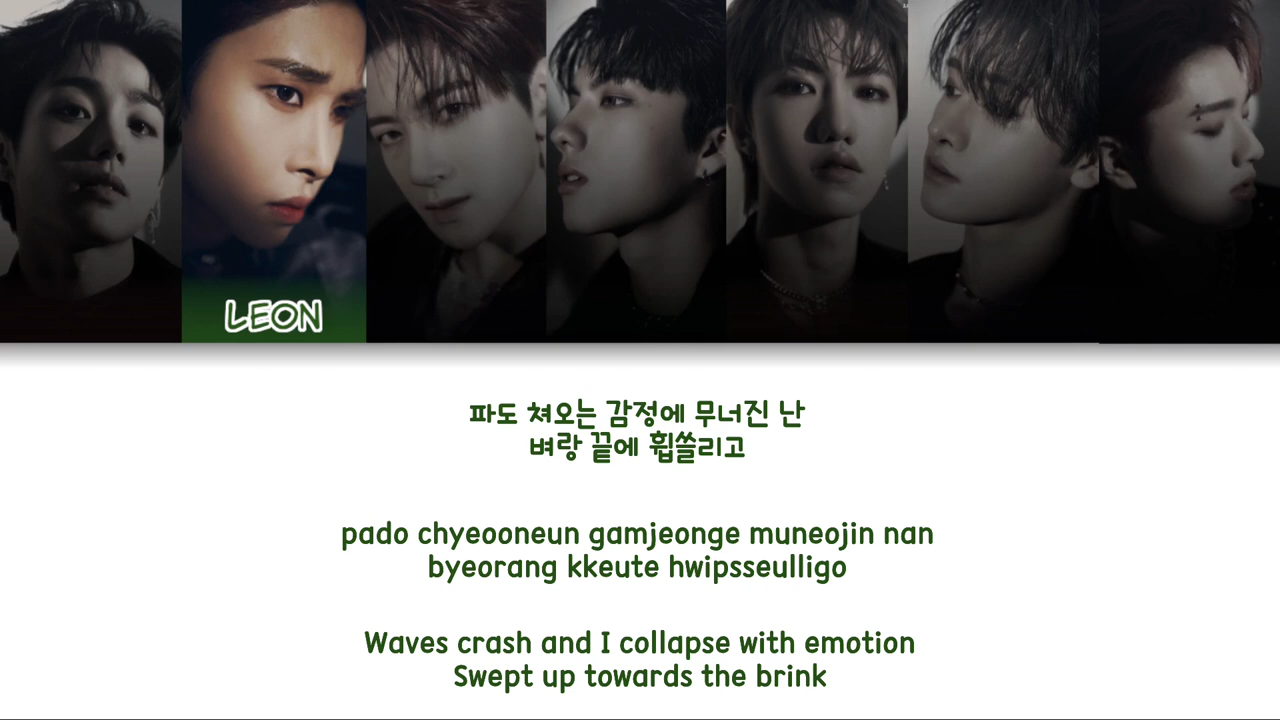 LEON
파도 쳐오는 감정에 무너진 난
벼랑 끝에 휩쓸리고
pado chyeooneun gamjeonge muneojin nan
byeorang kkeute hwipsseulligo
Waves crash and I collapse with emotion
Swept up towards the brink